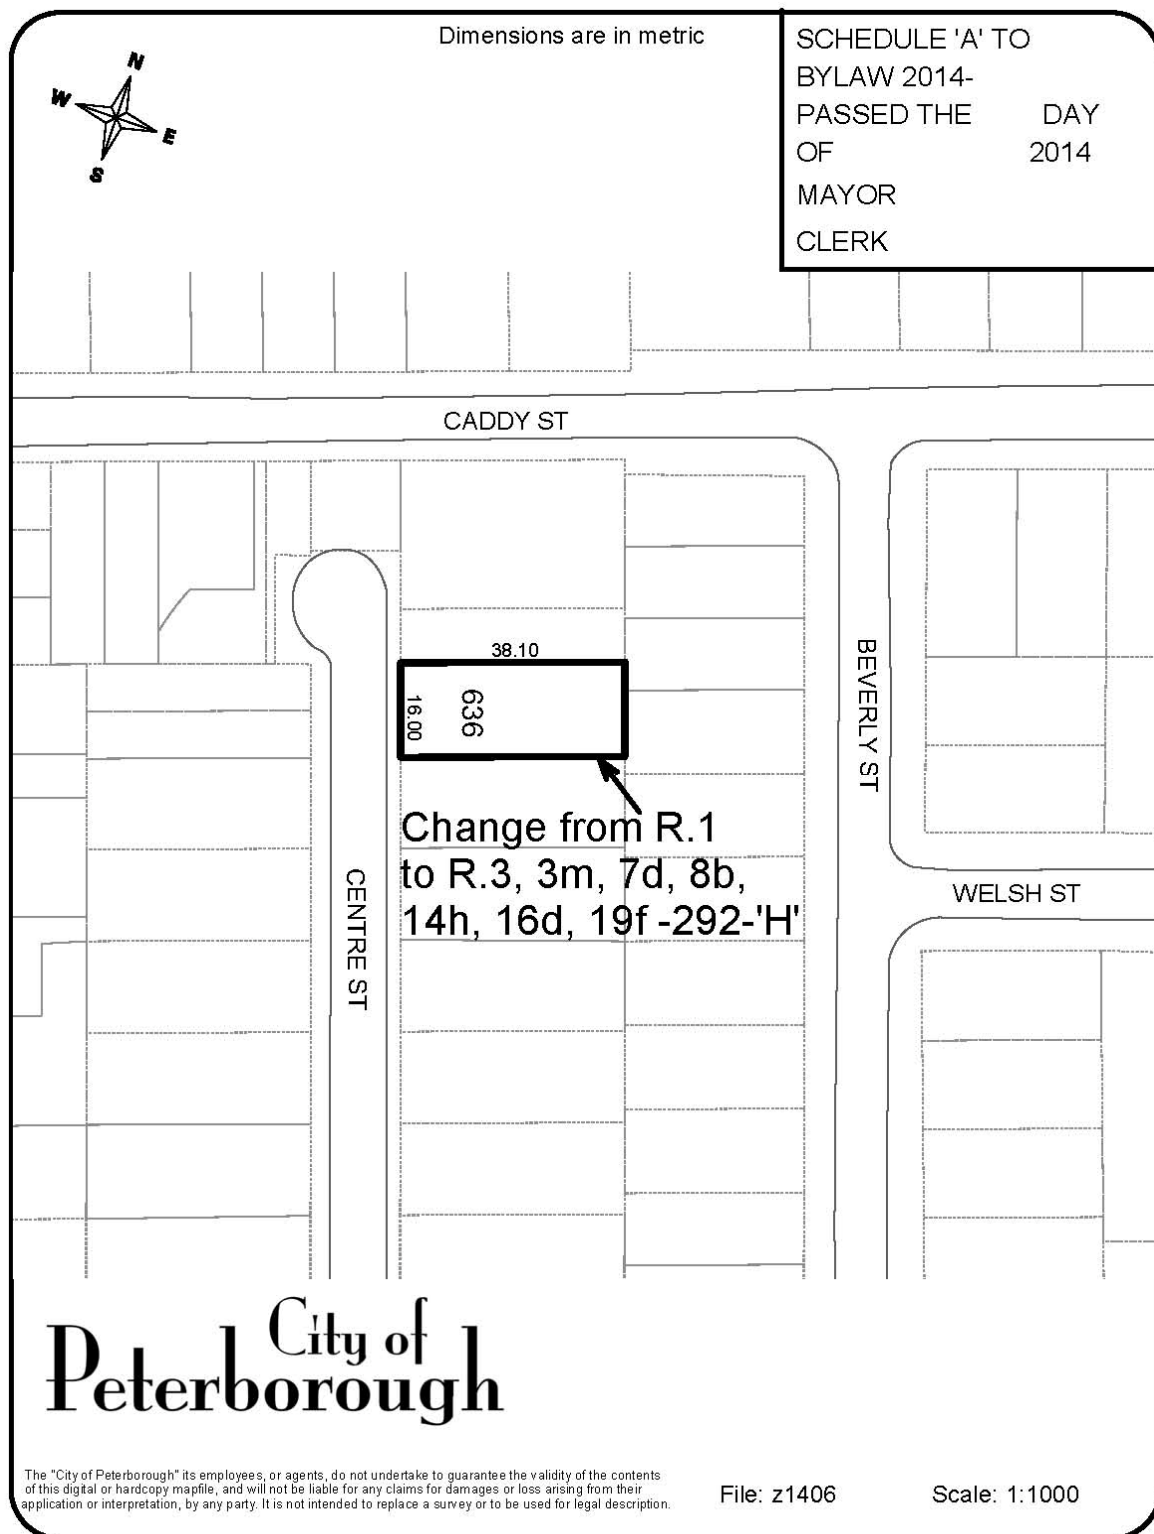 Dimensions are in metric
SCHEDULE 'A' TO
BYLAW 2014-
PASSED THE DAY
OF 2014
MAYOR
CLERK
N
W
E
S
CADDY ST
38.10
16.00
636
BEVERLY ST
Change from R.1
to R.3, 3m, 7d, 8b,
14h, 16d, 19f -292-'H'
CENTRE ST
WELSH ST
City of
Peterborough
The "City of Peterborough" its employees, or agents, do not undertake to guarantee the validity of the contents
of this digital or hardcopy mapfile, and will not be liable for any claims for damages or loss arising from their
application or interpretation, by any party. It is not intended to replace a survey or to be used for legal description.
File: z1406
Scale: 1:1000